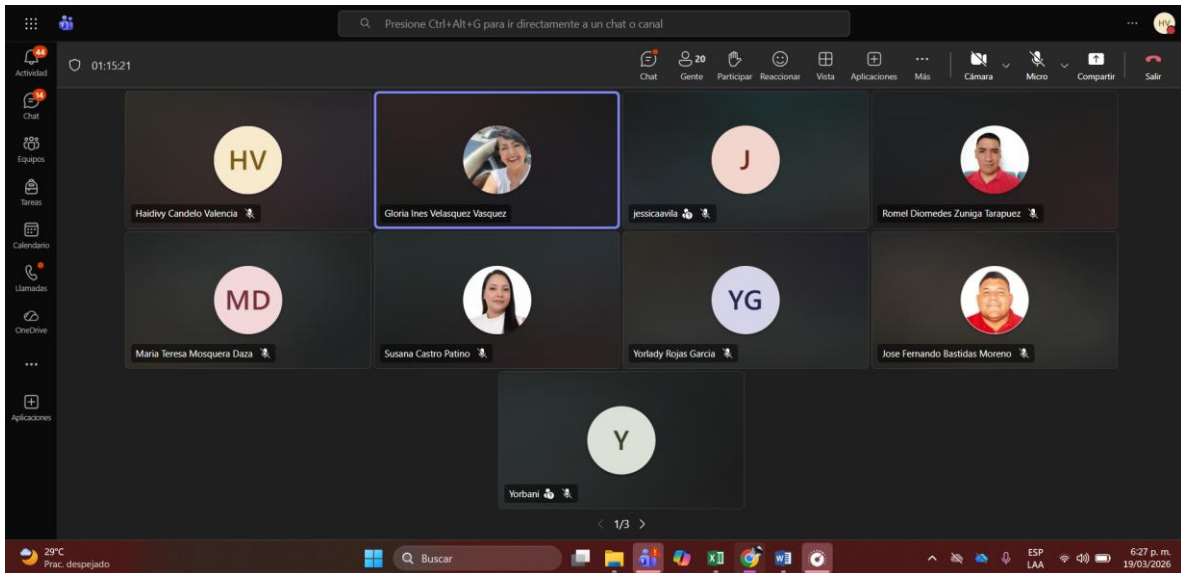 Presione Ctrl+Alt+G para ir directamente a un chat o canal
HV
44
Actividad
14
Chat
Equipos
Tareas
Calendario
Llamadas
OneDrive
Aplicaciones
01:15:21
Chat
20
Gente
Participar
Reaccionar
Vista
Aplicaciones
Más
Cámara
Micro
Compartir
Salir
HV
Haidivy Candelo Valencia
Gloria Ines Velasquez Vasquez
J
jessicaavila
Romel Diomedes Zuniga Tarapuez
MD
Maria Teresa Mosquera Daza
Susana Castro Patino
YG
Yorlady Rojas Garcia
Jose Fernando Bastidas Moreno
Y
Yorbani
1/3
29°C
Prac. despejado
Buscar
ESP
LAA
6:27 p. m.
19/03/2026